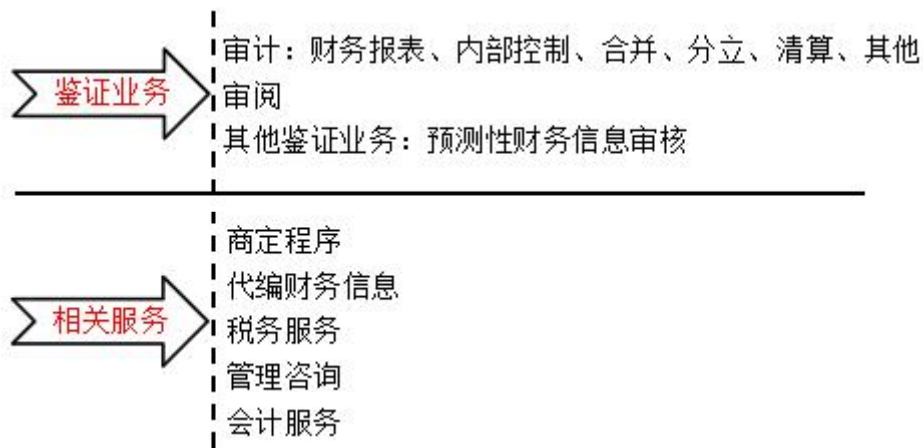 审计：财务报表、内部控制、合并、分立、清算、其他
鉴证业务
审阅
其他鉴证业务：预测性财务信息审核
商定程序
代编财务信息
相关服务
税务服务
管理咨询
会计服务